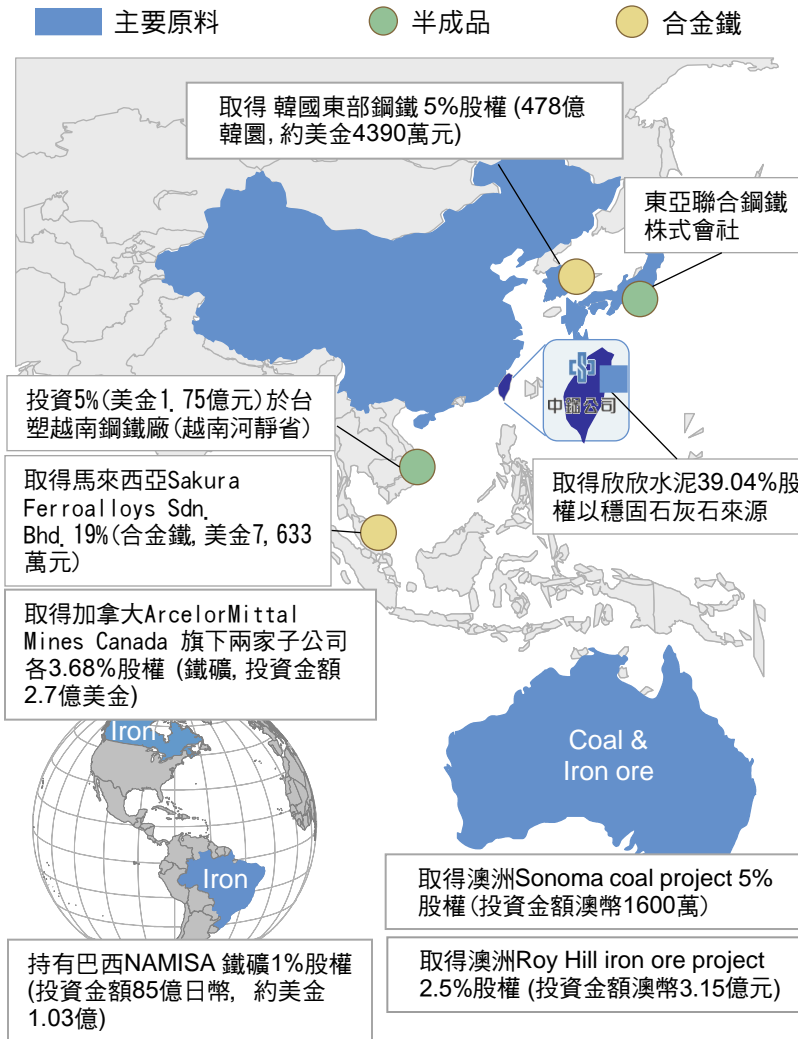 主要原料
半成品
合金鐵
取得 韓國東部鋼鐵 5%股權 (478億
韓圜, 約美金4390萬元)
東亞聯合鋼鐵
株式會社
中鋼公司
投資5%(美金1.75億元)於台
塑越南鋼鐵廠(越南河靜省)
取得馬來西亞Sakura
Ferroalloys Sdn.
Bhd. 19%(合金鐵, 美金7,633
萬元)
取得欣欣水泥39.04%股
權以穩固石灰石來源
取得加拿大ArcelorMittal
Mines Canada 旗下兩家子公司
各3.68%股權 (鐵礦, 投資金額
2.7億美金)
Iron
Coal &
Iron ore
Iron
取得澳洲Sonoma coal project 5%
股權 (投資金額澳幣1600萬)
持有巴西NAMISA 鐵礦1%股權
(投資金額85億日幣, 約美金
1.03億)
取得澳洲Roy Hill iron ore project
2.5%股權 (投資金額澳幣3.15億元)